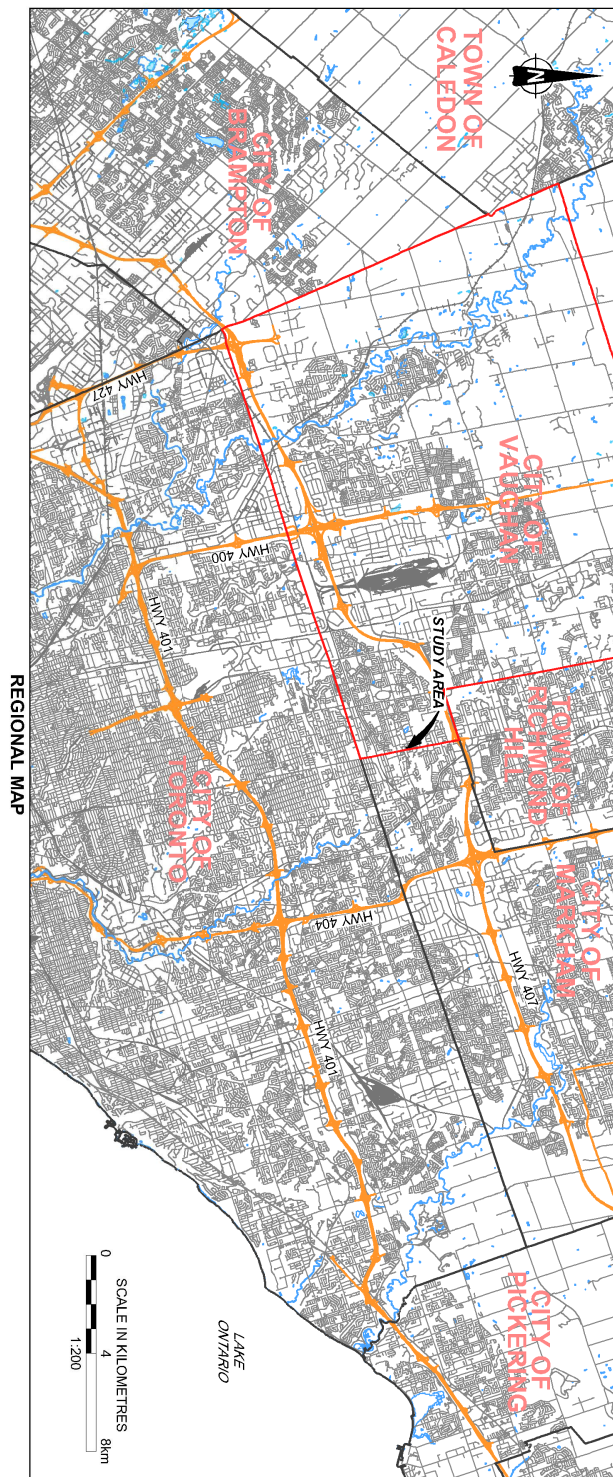 TOWN OF
CALEDON
N
CITY OF
BRAMPTON
HWY 427
CITY OF
VAUGHAN
HWY 400
HWY 401
STUDY AREA
TOWN OF
RICHMOND
HILL
CITY OF
TORONTO
CITY OF
MARKHAM
HWY 404
HWY 407
HWY 401
CITY OF
PICKERING
LAKE
ONTARIO
SCALE IN KILOMETRES
0 4 8km
1:200
REGIONAL MAP